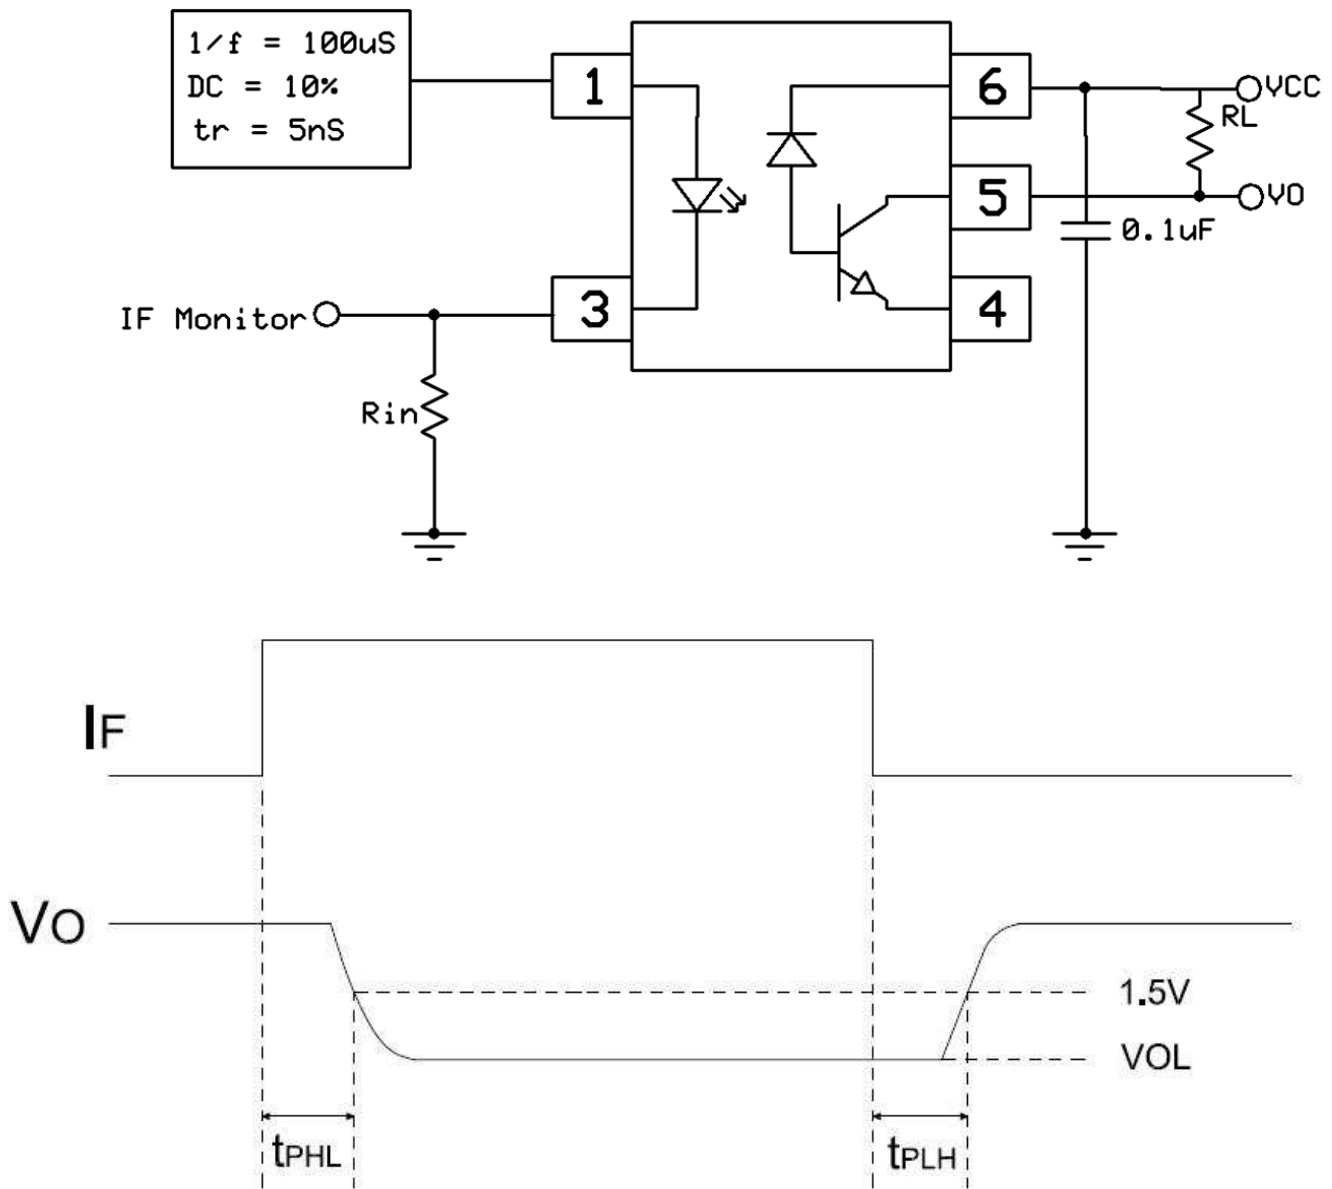 1/f = 100uS
DC = 10%
tr = 5nS
1
3
6
5
4
VCC
RL
VO
0.1uF
IF Monitor
Rin
IF
VO
1.5V
VOL
tPHL
tPLH